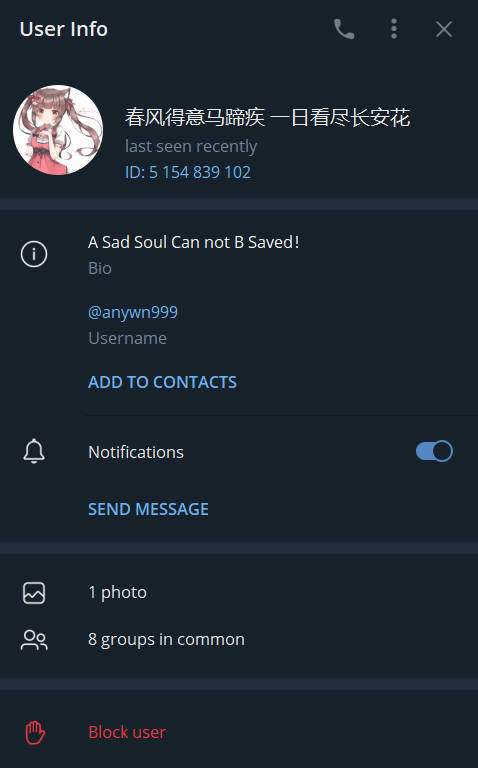 User Info
春风得意马蹄疾 一日看尽长安花
last seen recently
ID: 5 154 839 102
A Sad Soul Can not B Saved!
Bio
@anywn999
Username
ADD TO CONTACTS
Notifications
SEND MESSAGE
1 photo
8 groups in common
Block user